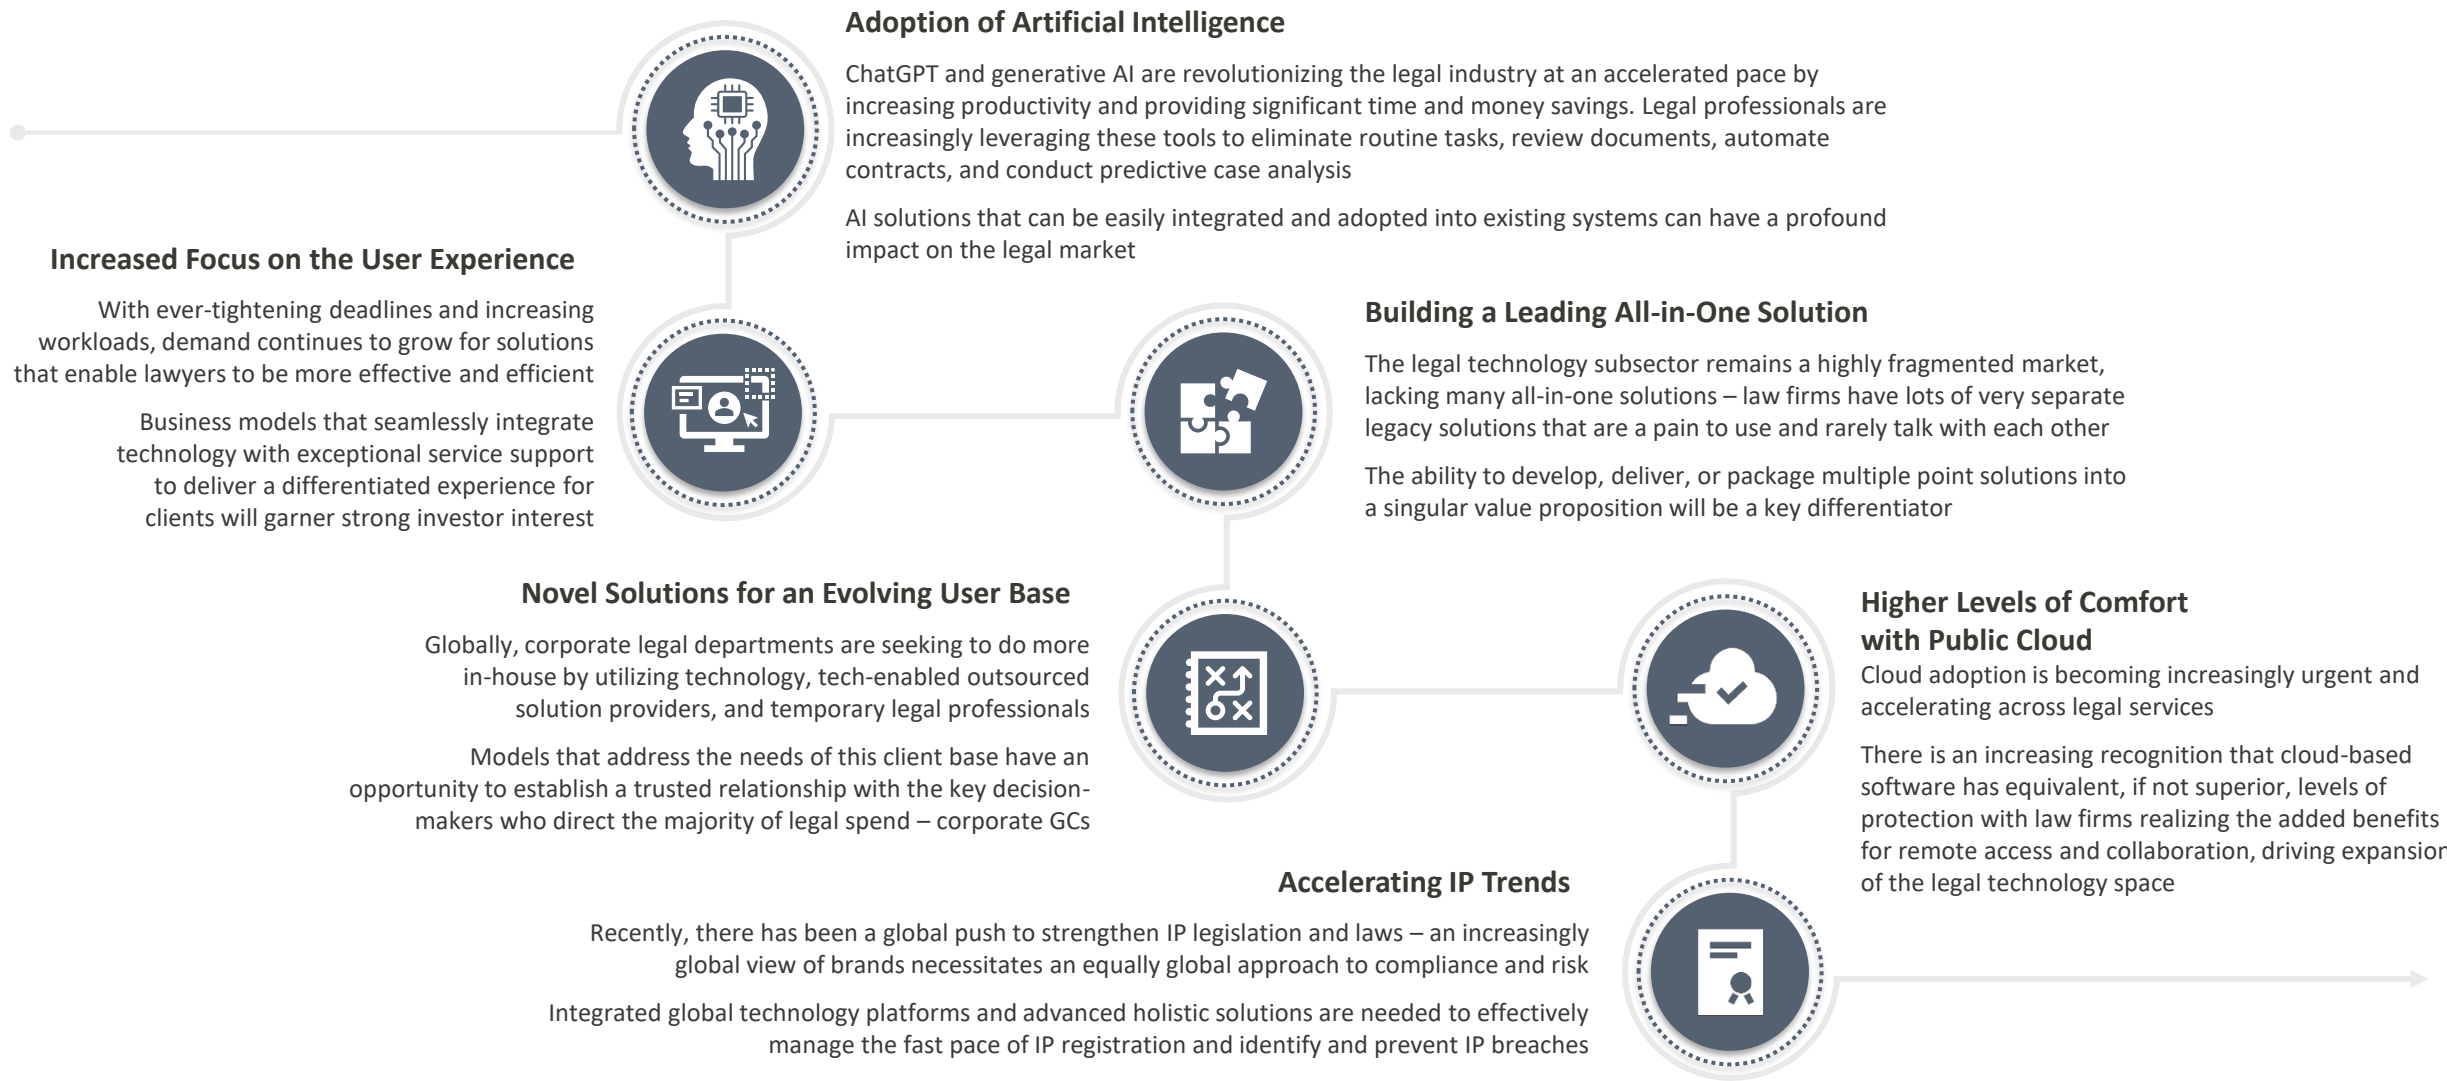 Adoption of Artificial Intelligence
ChatGPT and generative AI are revolutionizing the legal industry at an accelerated pace by
increasing productivity and providing significant time and money savings. Legal professionals are
increasingly leveraging these tools to eliminate routine tasks, review documents, automate
contracts, and conduct predictive case analysis
AI solutions that can be easily integrated and adopted into existing systems can have a profound
impact on the legal market
Increased Focus on the User Experience
With ever-tightening deadlines and increasing
workloads, demand continues to grow for solutions
that enable lawyers to be more effective and efficient
Business models that seamlessly integrate
technology with exceptional service support
to deliver a differentiated experience for
clients will garner strong investor interest
Building a Leading All-in-One Solution
The legal technology subsector remains a highly fragmented market,
lacking many all-in-one solutions – law firms have lots of very separate
legacy solutions that are a pain to use and rarely talk with each other
The ability to develop, deliver, or package multiple point solutions into
a singular value proposition will be a key differentiator
Novel Solutions for an Evolving User Base
Globally, corporate legal departments are seeking to do more
in-house by utilizing technology, tech-enabled outsourced
solution providers, and temporary legal professionals
Models that address the needs of this client base have an
opportunity to establish a trusted relationship with the key decision-
makers who direct the majority of legal spend – corporate GCs
Higher Levels of Comfort
with Public Cloud
Cloud adoption is becoming increasingly urgent and
accelerating across legal services
There is an increasing recognition that cloud-based
software has equivalent, if not superior, levels of
protection with law firms realizing the added benefits
for remote access and collaboration, driving expansion
of the legal technology space
Accelerating IP Trends
Recently, there has been a global push to strengthen IP legislation and laws – an increasingly
global view of brands necessitates an equally global approach to compliance and risk
Integrated global technology platforms and advanced holistic solutions are needed to effectively
manage the fast pace of IP registration and identify and prevent IP breaches